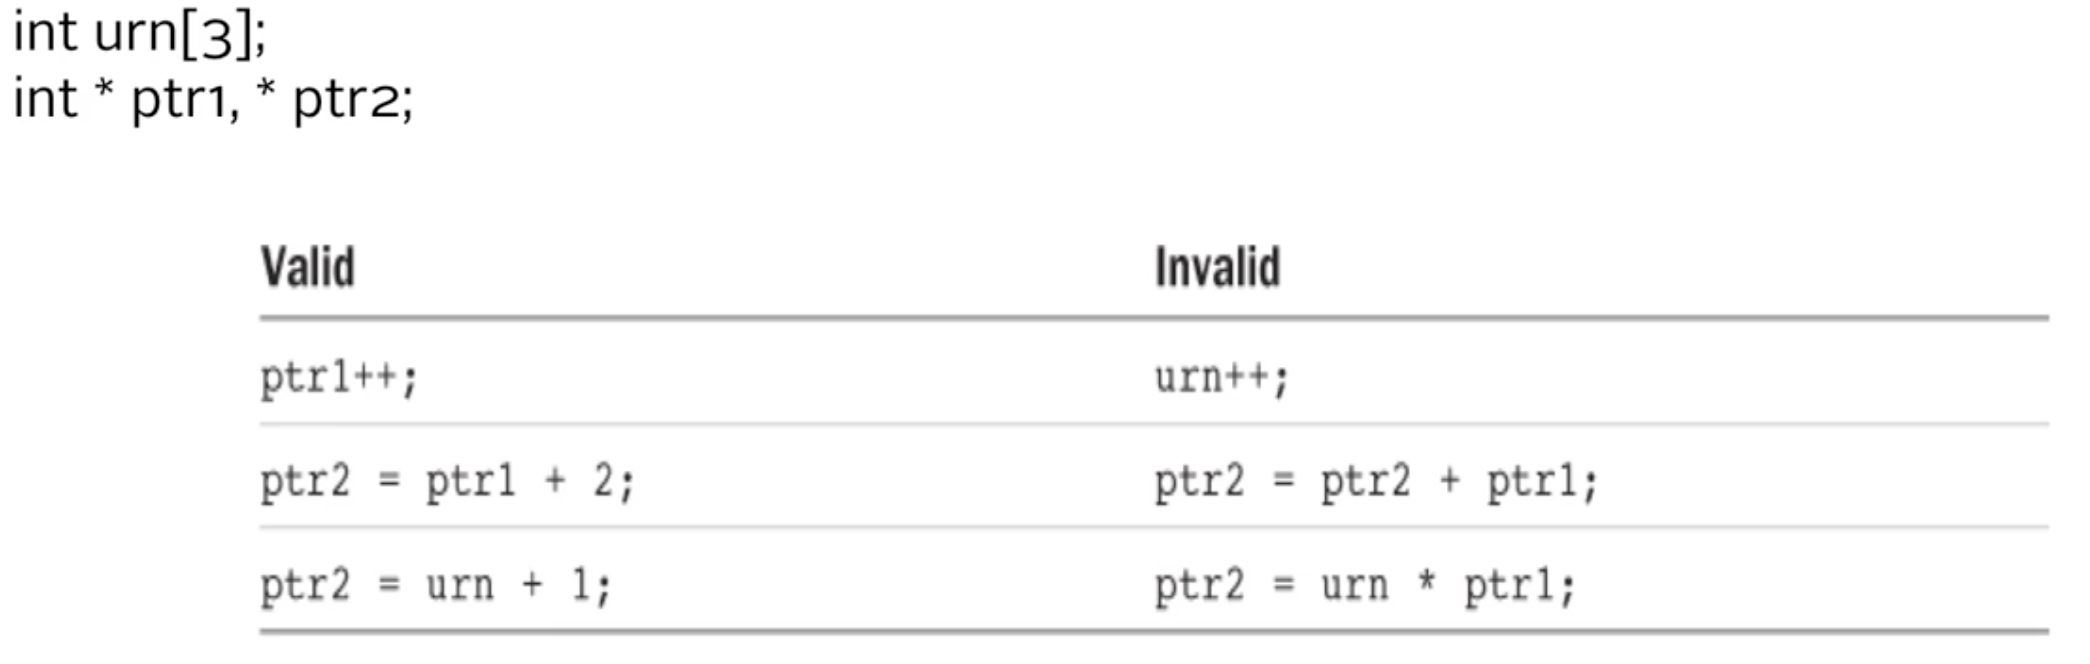 int urn[3];
int * ptr1, * ptr2;
Valid Invalid
ptr1++; urn++;
ptr2 = ptr1 + 2; ptr2 = ptr2 + ptr1;
ptr2 = urn + 1; ptr2 = urn * ptr1;